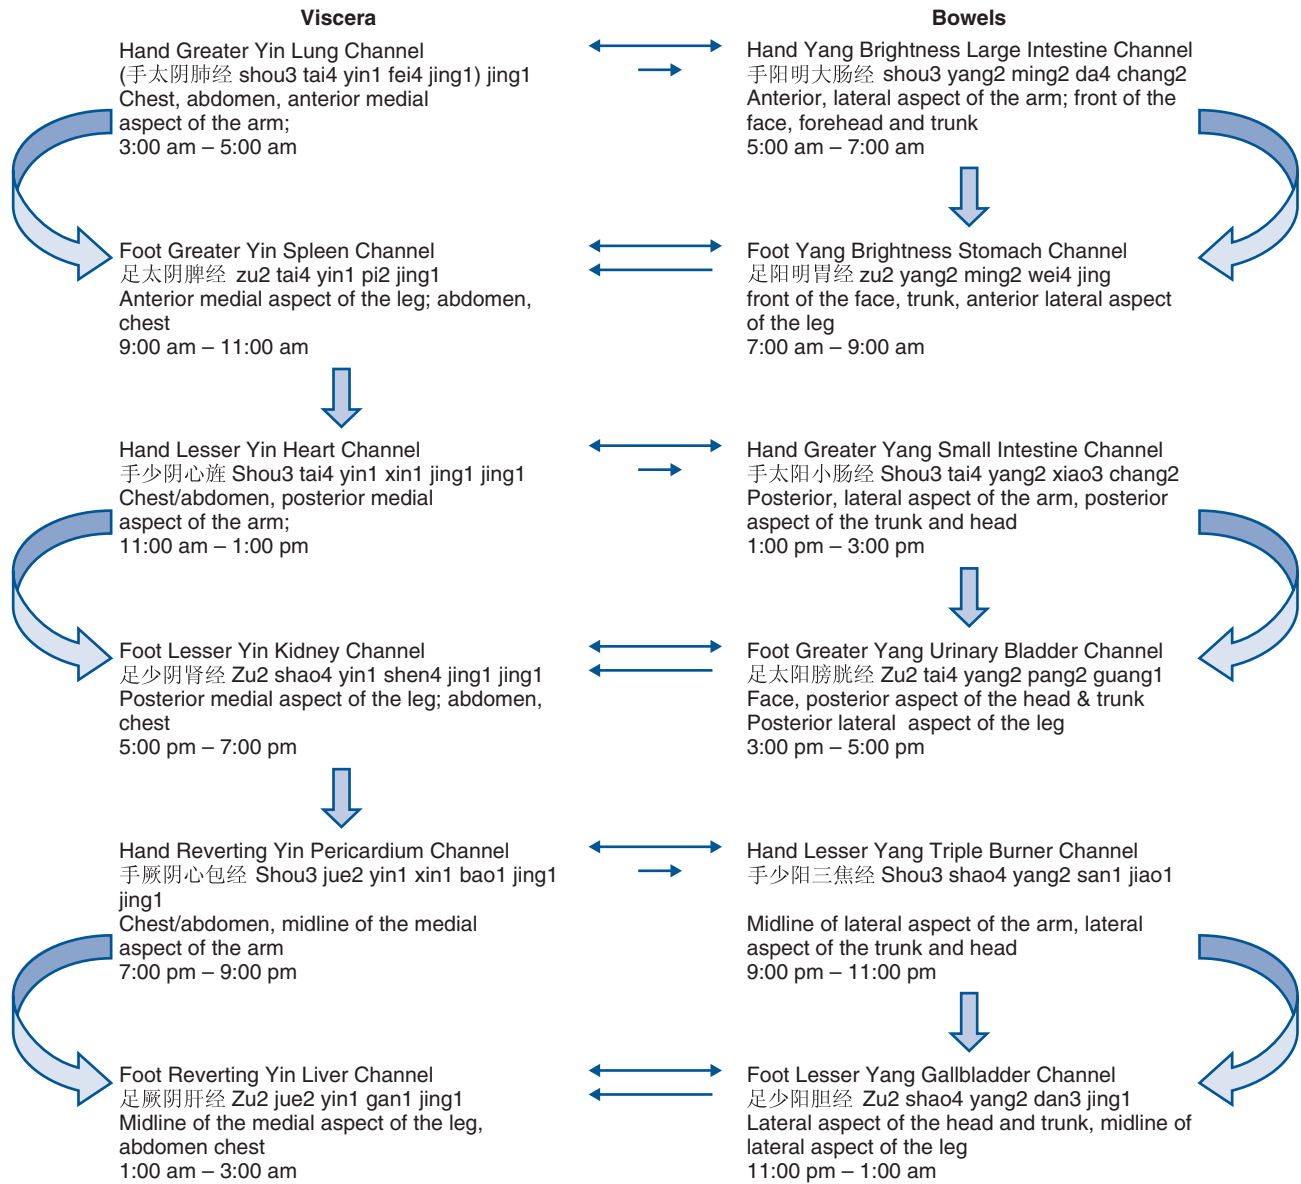 Viscera
Hand Greater Yin Lung Channel
(手太阴肺经 shou3 tai4 yin1 fei4 jing1) jing1
Chest, abdomen, anterior medial
aspect of the arm;
3:00 am – 5:00 am
Bowels
Hand Yang Brightness Large Intestine Channel
手阳明大肠经 shou3 yang2 ming2 da4 chang2
Anterior, lateral aspect of the arm; front of the
face, forehead and trunk
5:00 am – 7:00 am
Foot Greater Yin Spleen Channel
足太阴脾经 zu2 tai4 yin1 pi2 jing1
Anterior medial aspect of the leg; abdomen,
chest
9:00 am – 11:00 am
Foot Yang Brightness Stomach Channel
足阳明胃经 zu2 yang2 ming2 wei4 jing
front of the face, trunk, anterior lateral aspect
of the leg
7:00 am – 9:00 am
Hand Lesser Yin Heart Channel
手少阴心旌 Shou3 tai4 yin1 xin1 jing1 jing1
Chest/abdomen, posterior medial
aspect of the arm;
11:00 am – 1:00 pm
Hand Greater Yang Small Intestine Channel
手太阳小肠经 Shou3 tai4 yang2 xiao3 chang2
Posterior, lateral aspect of the arm, posterior
aspect of the trunk and head
1:00 pm – 3:00 pm
Foot Lesser Yin Kidney Channel
足少阴肾经 Zu2 shao4 yin1 shen4 jing1 jing1
Posterior medial aspect of the leg; abdomen,
chest
5:00 pm – 7:00 pm
Foot Greater Yang Urinary Bladder Channel
足太阳膀胱经 Zu2 tai4 yang2 pang2 guang1
Face, posterior aspect of the head & trunk
Posterior lateral aspect of the leg
3:00 pm – 5:00 pm
Hand Reverting Yin Pericardium Channel
手厥阴心包经 Shou3 jue2 yin1 xin1 bao1 jing1
jing1
Chest/abdomen, midline of the medial
aspect of the arm
7:00 pm – 9:00 pm
Hand Lesser Yang Triple Burner Channel
手少阳三焦经 Shou3 shao4 yang2 san1 jiao1
Midline of lateral aspect of the arm, lateral
aspect of the trunk and head
9:00 pm – 11:00 pm
Foot Reverting Yin Liver Channel
足厥阴肝经 Zu2 jue2 yin1 gan1 jing1
Midline of the medial aspect of the leg,
abdomen chest
1:00 am – 3:00 am
Foot Lesser Yang Gallbladder Channel
足少阳胆经 Zu2 shao4 yang2 dan3 jing1
Lateral aspect of the head and trunk, midline of
lateral aspect of the leg
11:00 pm – 1:00 am